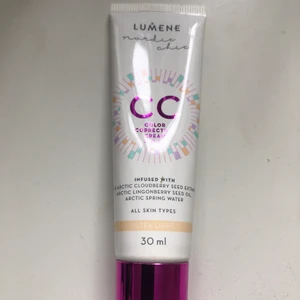 LUMENE
nordic
chic
CC
COLOR
CORRECTING
CREAM
INFUSED WITH
ARCTIC CLOUDBERRY SEED EXTRACT
ARCTIC LINGONBERRY SEED OIL,
ARCTIC SPRING WATER
ALL SKIN TYPES
30 ml